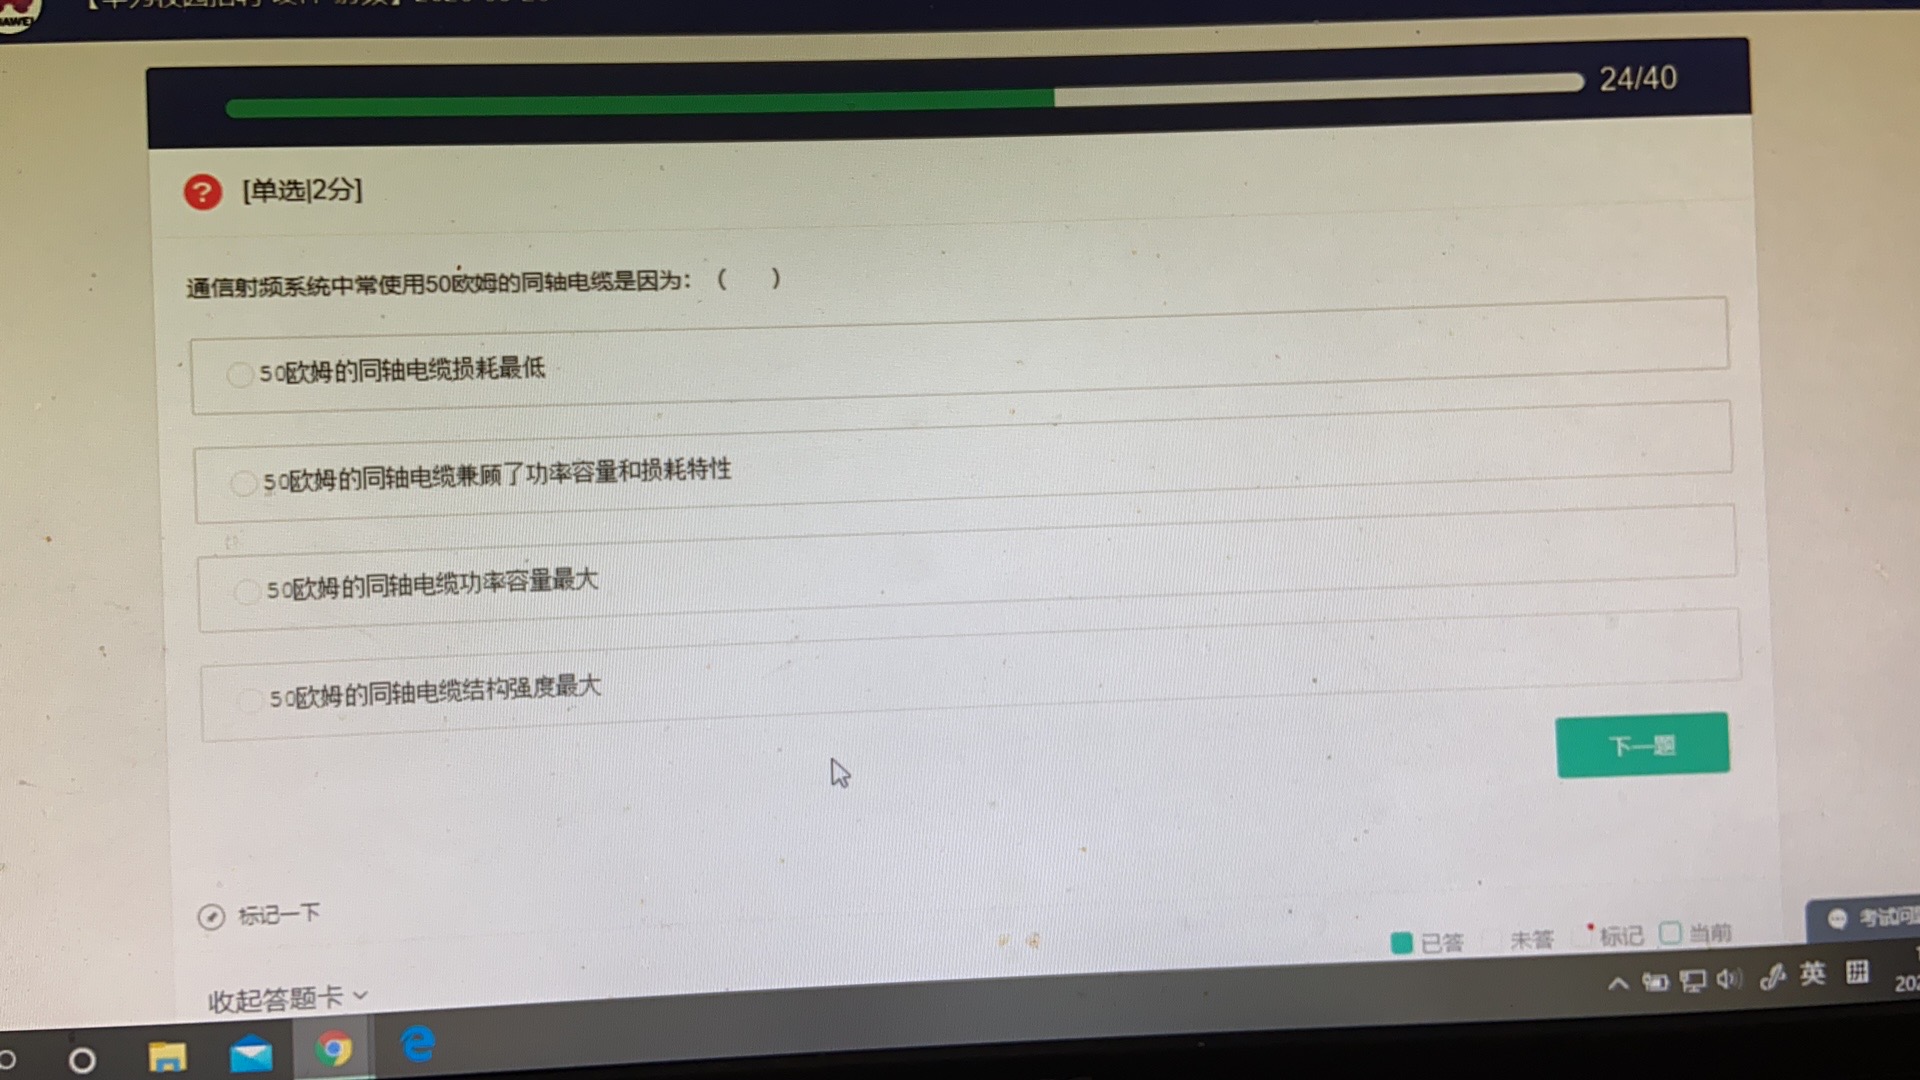 24/40
[单选|2分]
通信射频系统中常使用50欧姆的同轴电缆是因为：（ ）
50欧姆的同轴电缆损耗最低
50欧姆的同轴电缆兼顾了功率容量和损耗特性
50欧姆的同轴电缆功率容量最大
50欧姆的同轴电缆结构强度最大
下一题
标记一下
已答 未答 标记 当前
考试问题
收起答题卡
英 拼